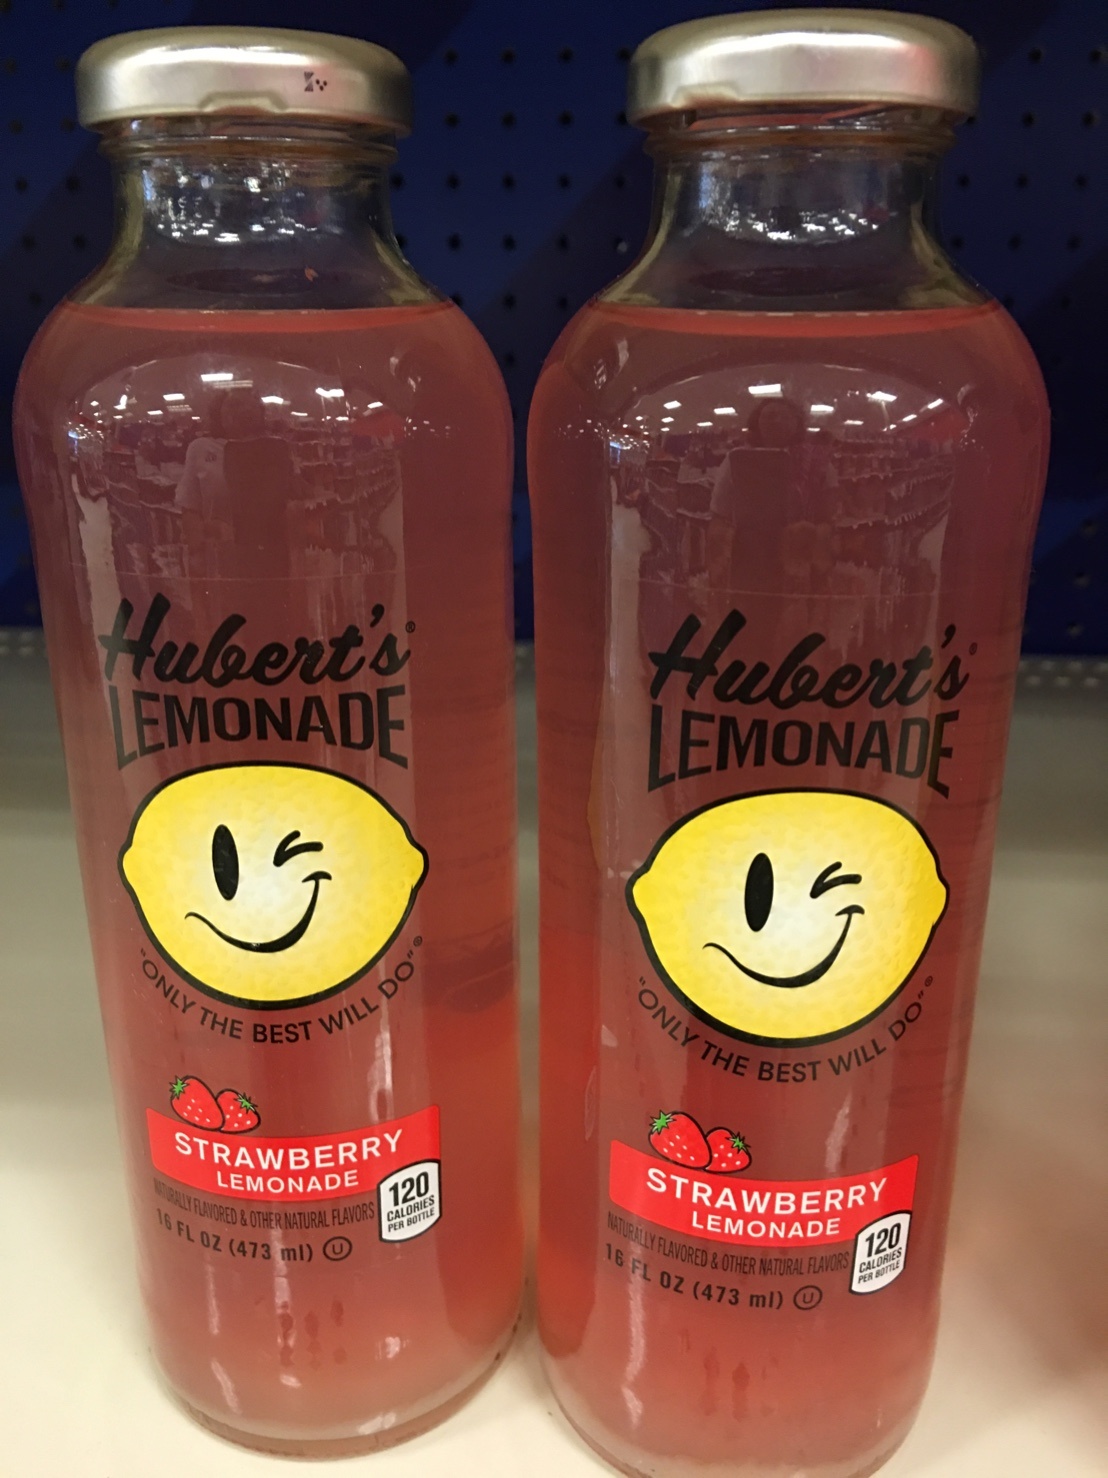 Hubert's®
LEMONADE
"ONLY THE BEST WILL DO"®
STRAWBERRY
LEMONADE
120
CALORIES
PER BOTTLE
NATURALLY FLAVORED & OTHER NATURAL FLAVORS
16 FL OZ (473 ml) U
Hubert's®
LEMONADE
"ONLY THE BEST WILL DO"®
STRAWBERRY
LEMONADE
120
CALORIES
PER BOTTLE
NATURALLY FLAVORED & OTHER NATURAL FLAVORS
16 FL OZ (473 ml) U